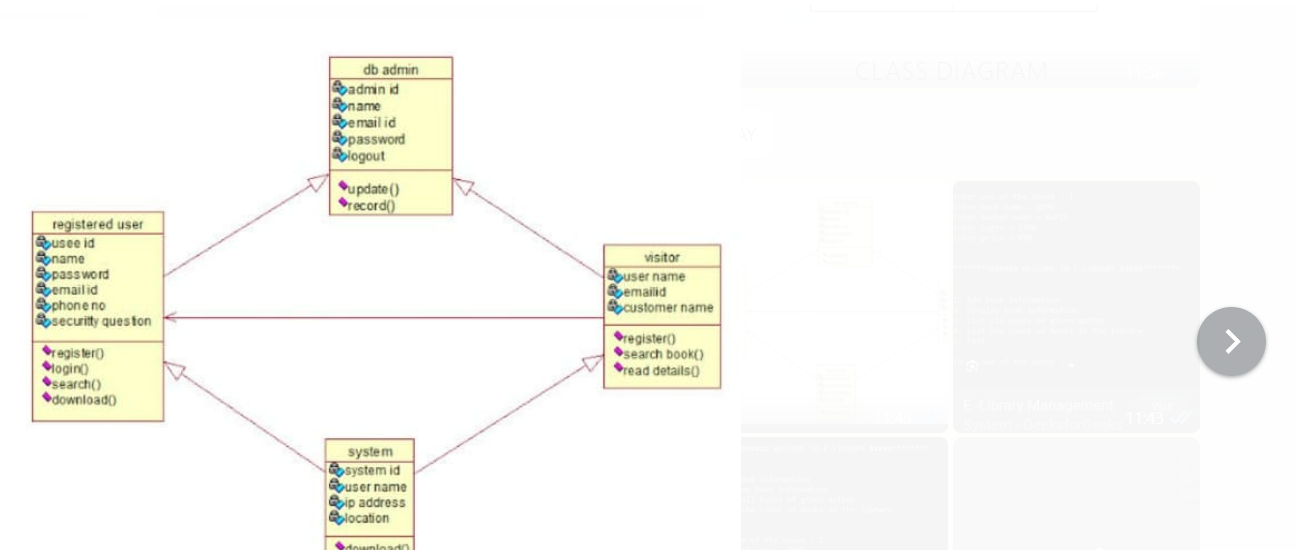 CLASS DIAGRAM
db admin
admin id
name
email id
password
logout
update()
record()
registered user
usee id
name
password
email id
phone no
securitty question
register()
login()
search()
download()
visitor
user name
emailid
customer name
register()
search book()
read details()
system
system id
user name
ip address
location
download()
E-Library Management
11:43